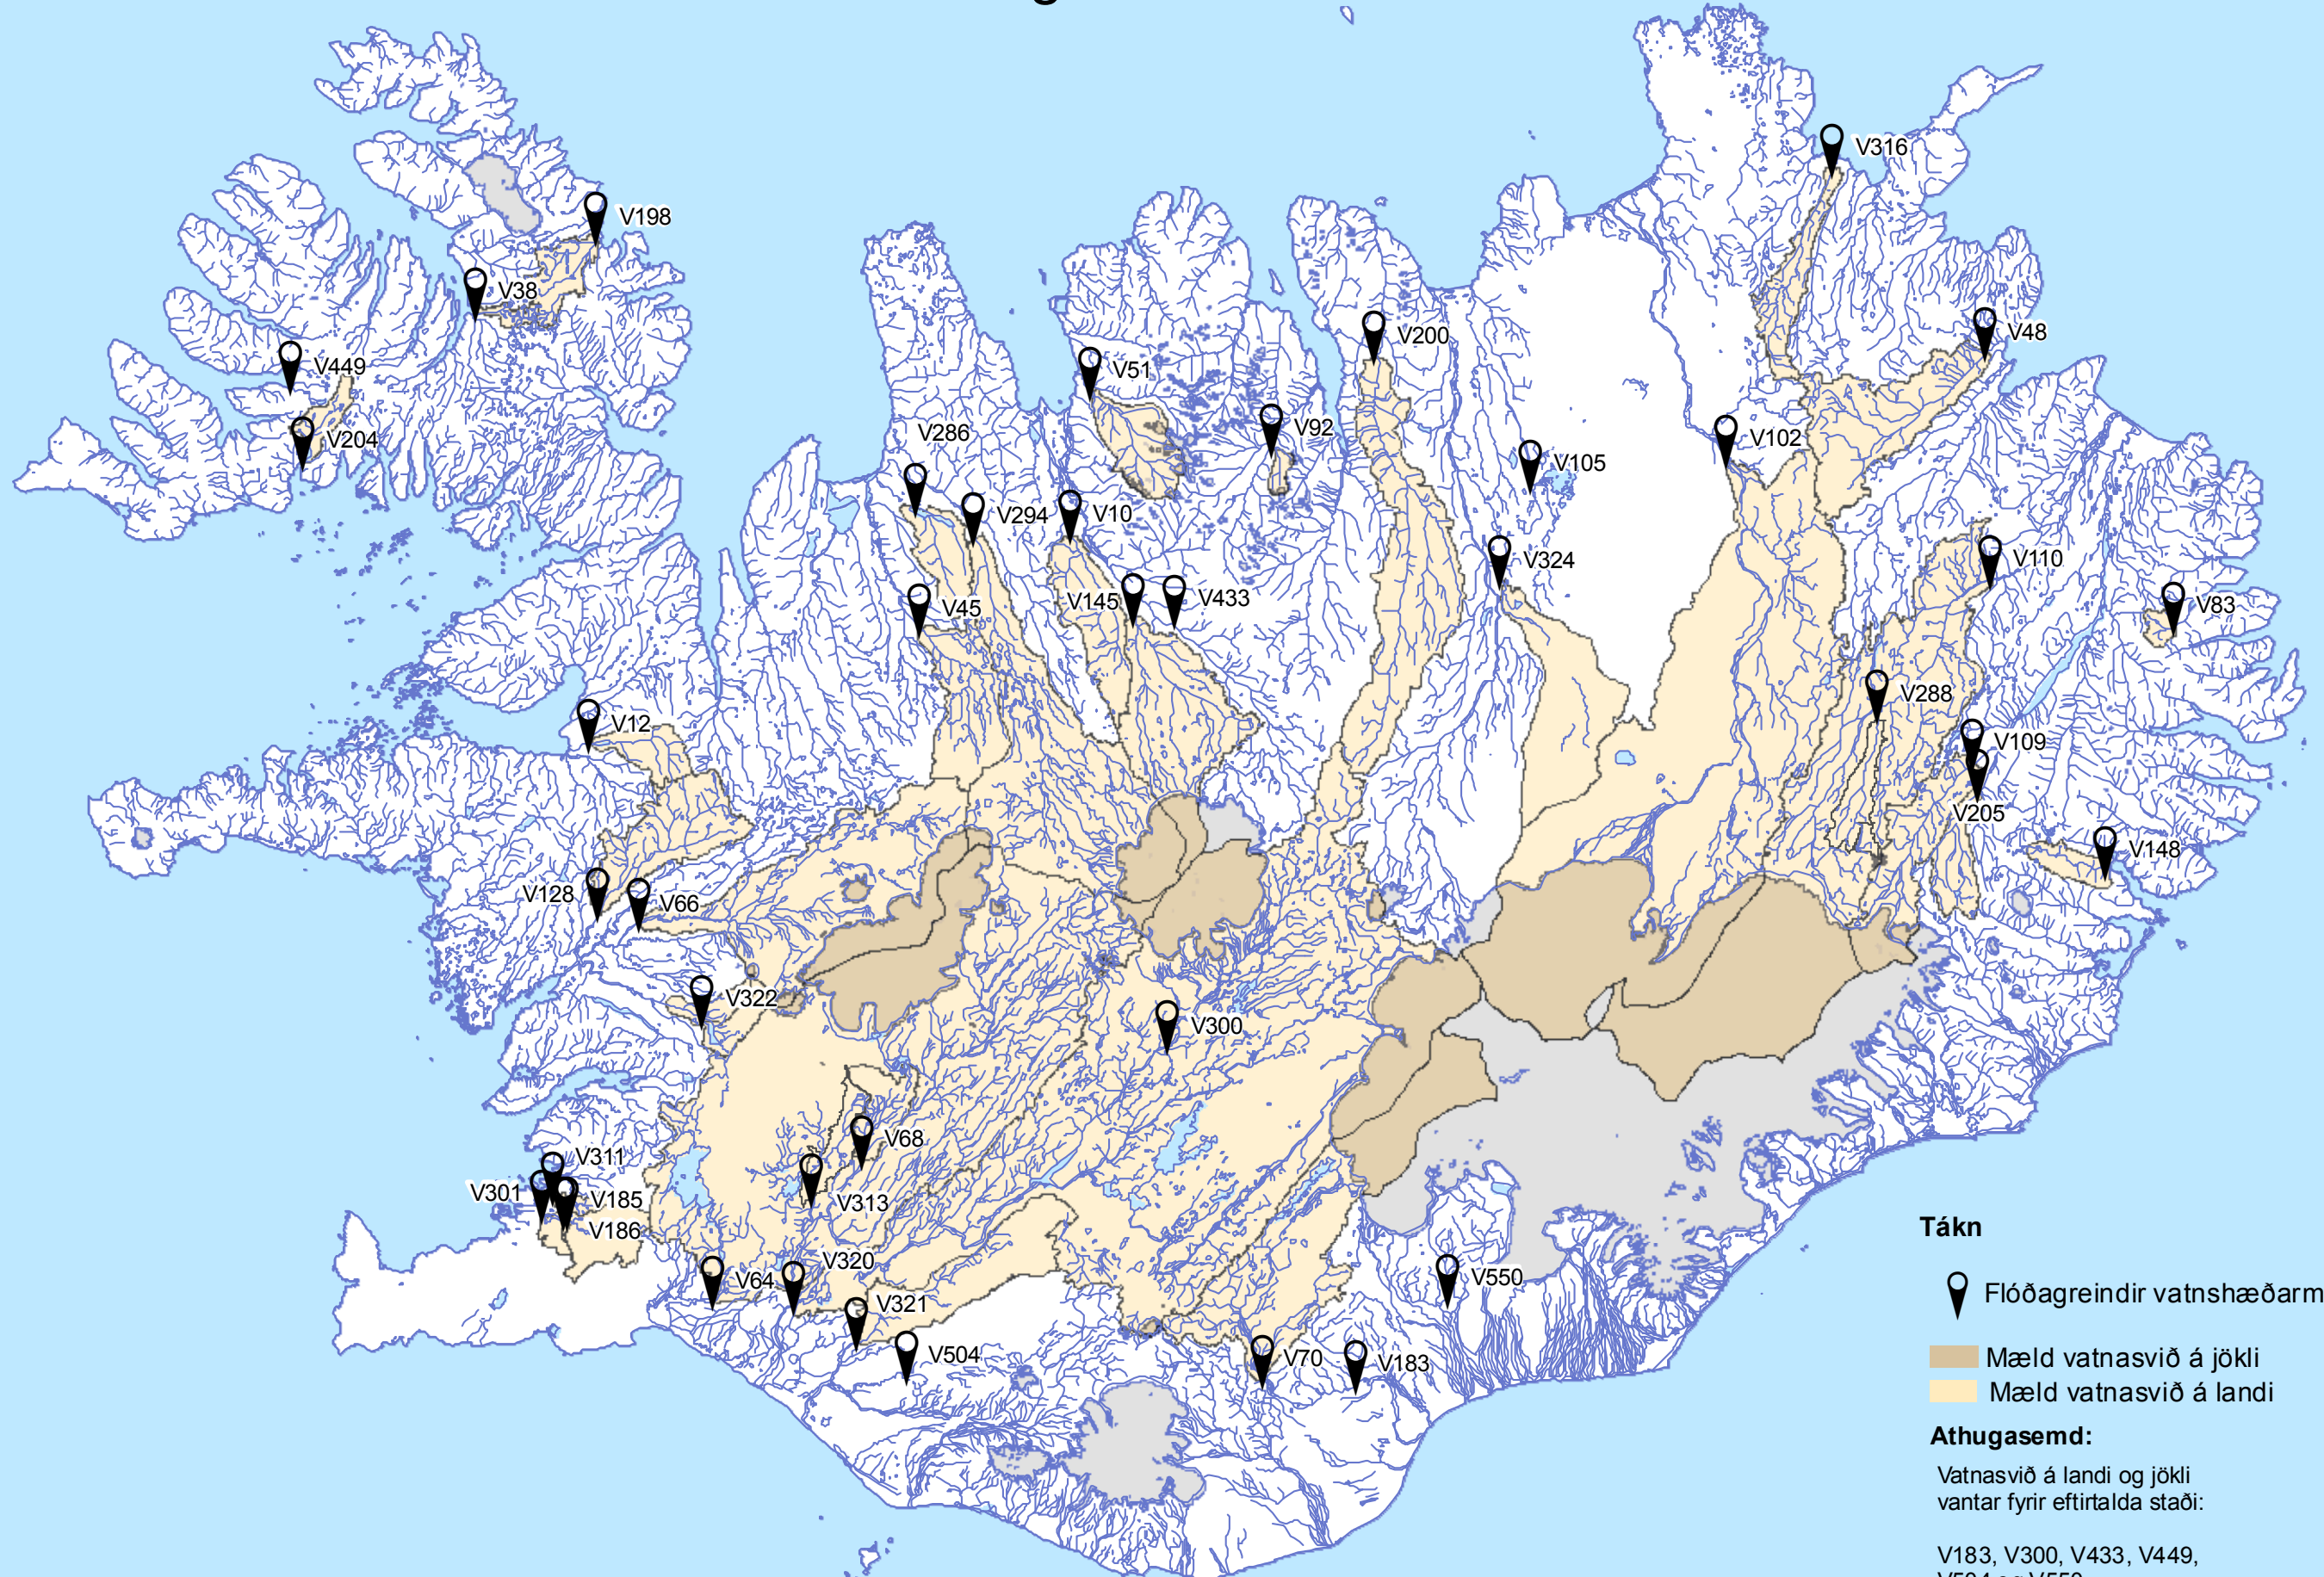 g
V316
V198
V38
V48
V200
V449
V51
V204
V92
V286
V102
V105
V294
V10
V110
V324
V45
V145
V433
V83
V288
V12
V109
V205
V148
V128
V66
V322
V300
V68
V311
V301
V185
V313
V186
V320
V64
V550
V321
V504
V70
V183
Tákn
Flóðagreindir vatnshæðarm
Mæld vatnasvið á jökli
Mæld vatnasvið á landi
Athugasemd:
Vatnasvið á landi og jökli
vantar fyrir eftirtalda staði:
V183, V300, V433, V449,
V504 og V550